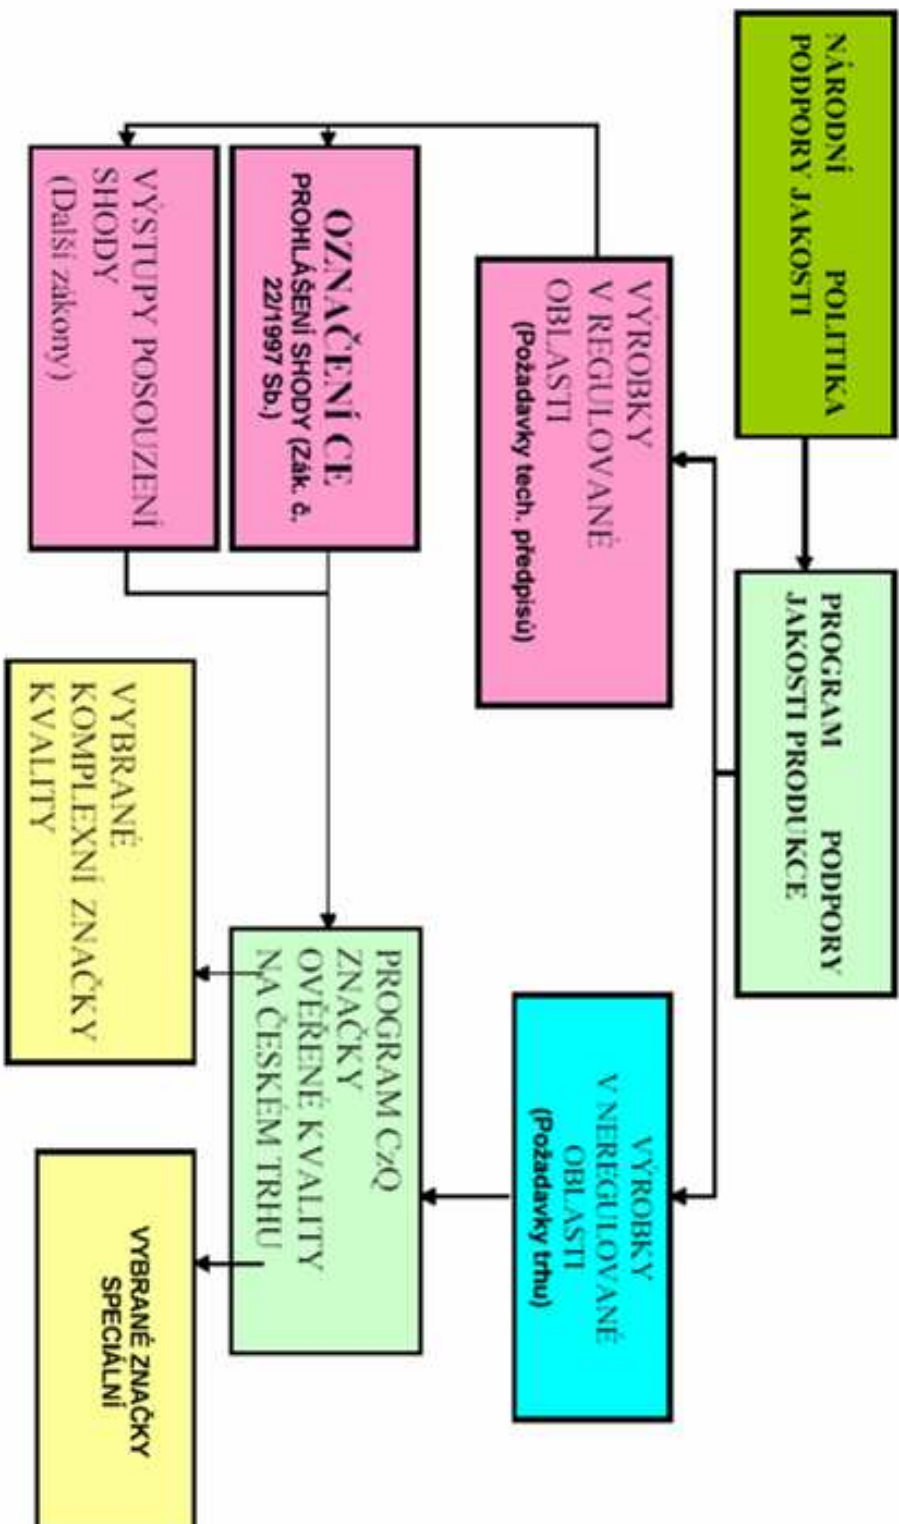 NÁRODNÍ POLITIKA
PODPORY JAKOSTI
PROGRAM PODPORY
JAKOSTI PRODUKCE
VÝROBKY
V REGULOVANÉ
OBLASTI
(Požadavky tech. předpisů)
VÝROBKY
V NEREGULOVANÉ
OBLASTI
(Požadavky trhu)
OZNAČENÍ CE
PROHLÁŠENÍ SHODY (Zák. č.
22/1997 Sb.)
VÝSTUPY POSOUZENÍ
SHODY
(Další zákony)
PROGRAM CzQ
ZNAČKY
OVĚŘENÉ KVALITY
NA ČESKÉM TRHU
VYBRANÉ
KOMPLEXNÍ ZNAČKY
KVALITY
VYBRANÉ ZNAČKY
SPECIÁLNÍ